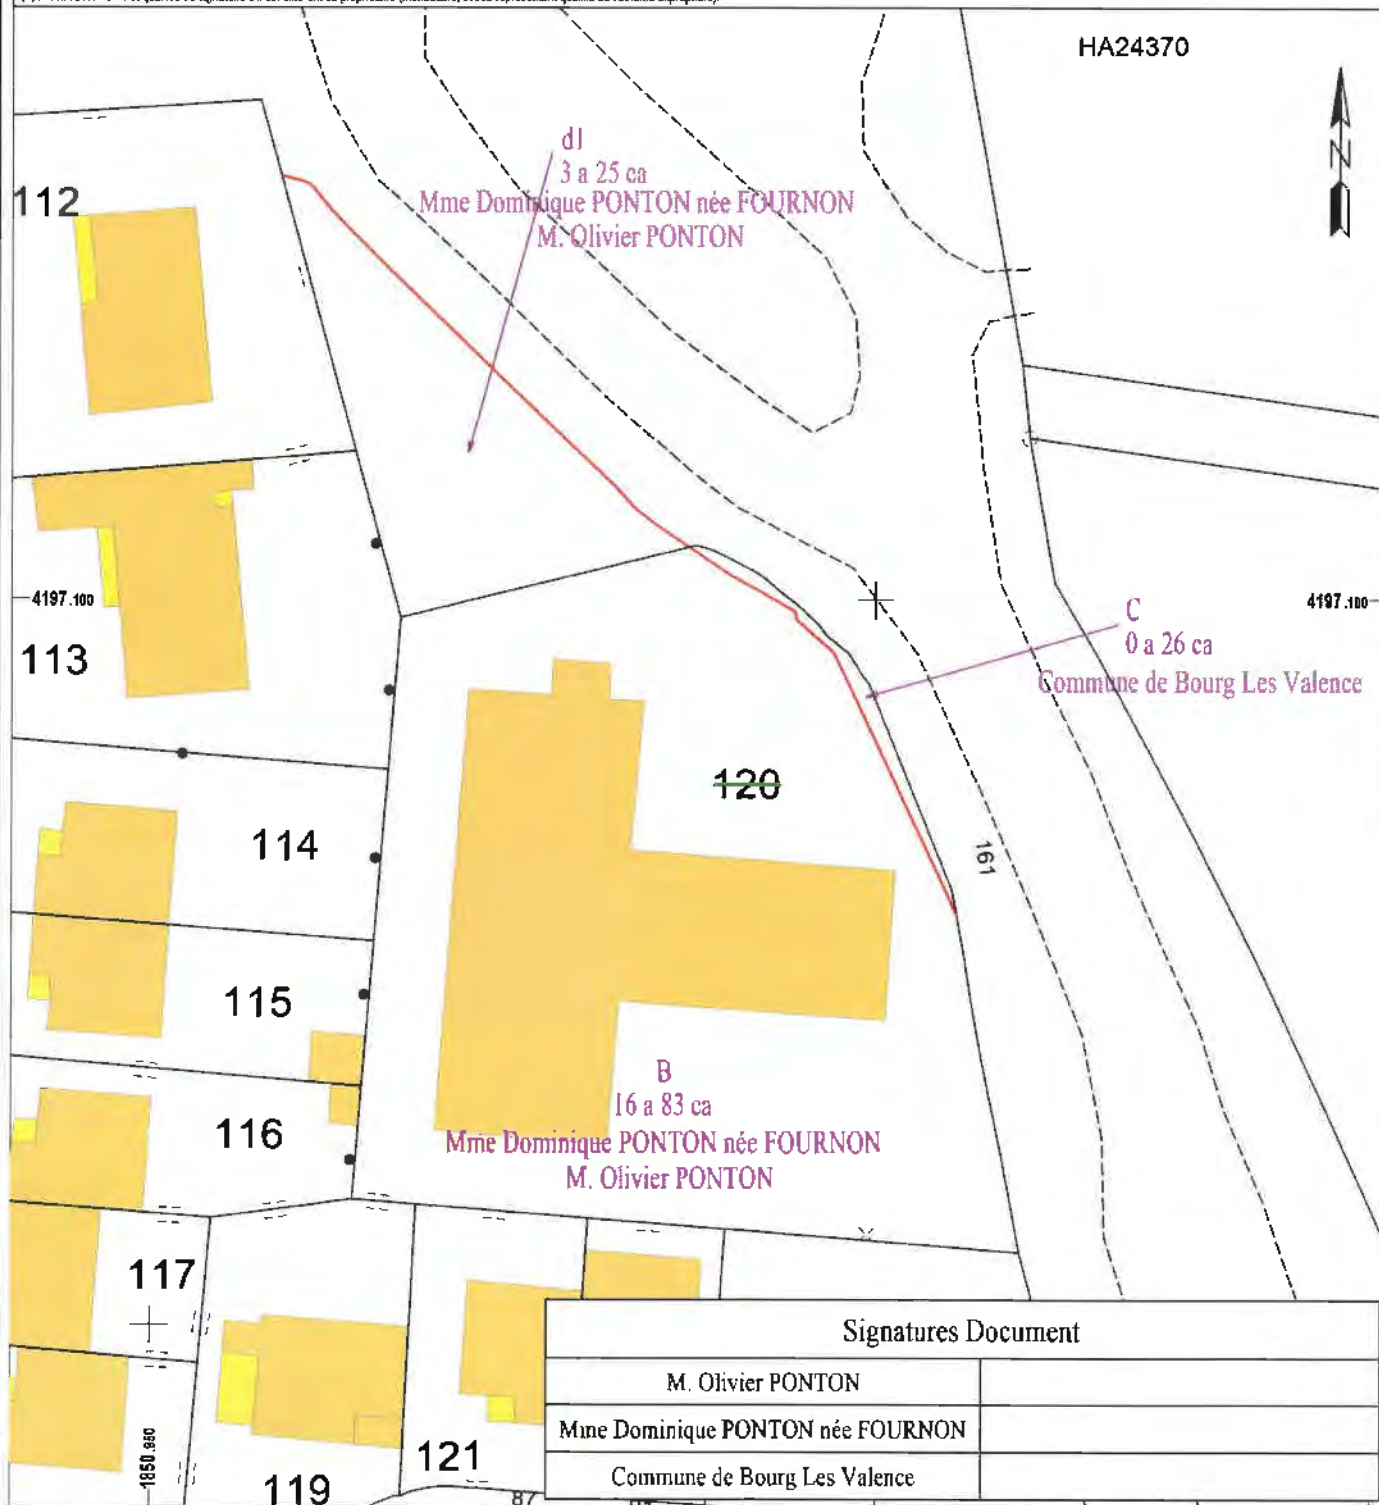 HA24370
N
d1
3 a 25 ca
Mme Dominique PONTON née FOURNON
M. Olivier PONTON
112
4197.100
4197.100
113
C
0 a 26 ca
Commune de Bourg Les Valence
120
114
161
115
B
16 a 83 ca
Mme Dominique PONTON née FOURNON
M. Olivier PONTON
116
117
Signatures Document
M. Olivier PONTON
Mme Dominique PONTON née FOURNON
Commune de Bourg Les Valence
1850.950
121
119
87